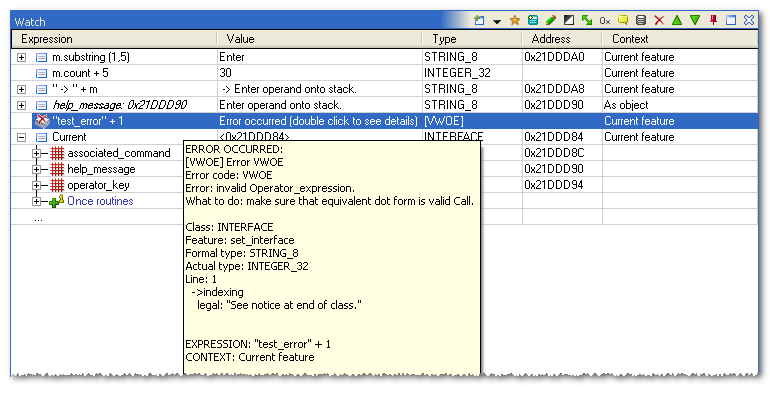 Watch
0x
Expression Value Type Address Context
m.substring (1,5) Enter STRING_8 0x21DDDA0 Current feature
m.count + 5 30 INTEGER_32 Current feature
" -> " + m -> Enter operand onto stack. STRING_8 0x21DDDA8 Current feature
help_message: 0x21DDD90 Enter operand onto stack. STRING_8 0x21DDD90 As object
"test_error" + 1 Error occurred (double click to see details) [VWOE] Current feature
Current <0x21DDD84> INTERFACE 0x21DDD84 Current feature
associated_command 0x21DDD8C
help_message 0x21DDD90
operator_key 0x21DDD94
Once routines
...
ERROR OCCURRED:
[VWOE] Error VWOE
Error code: VWOE
Error: invalid Operator_expression.
What to do: make sure that equivalent dot form is valid Call.
Class: INTERFACE
Feature: set_interface
Formal type: STRING_8
Actual type: INTEGER_32
Line: 1
->indexing
legal: "See notice at end of class."
EXPRESSION: "test_error" + 1
CONTEXT: Current feature